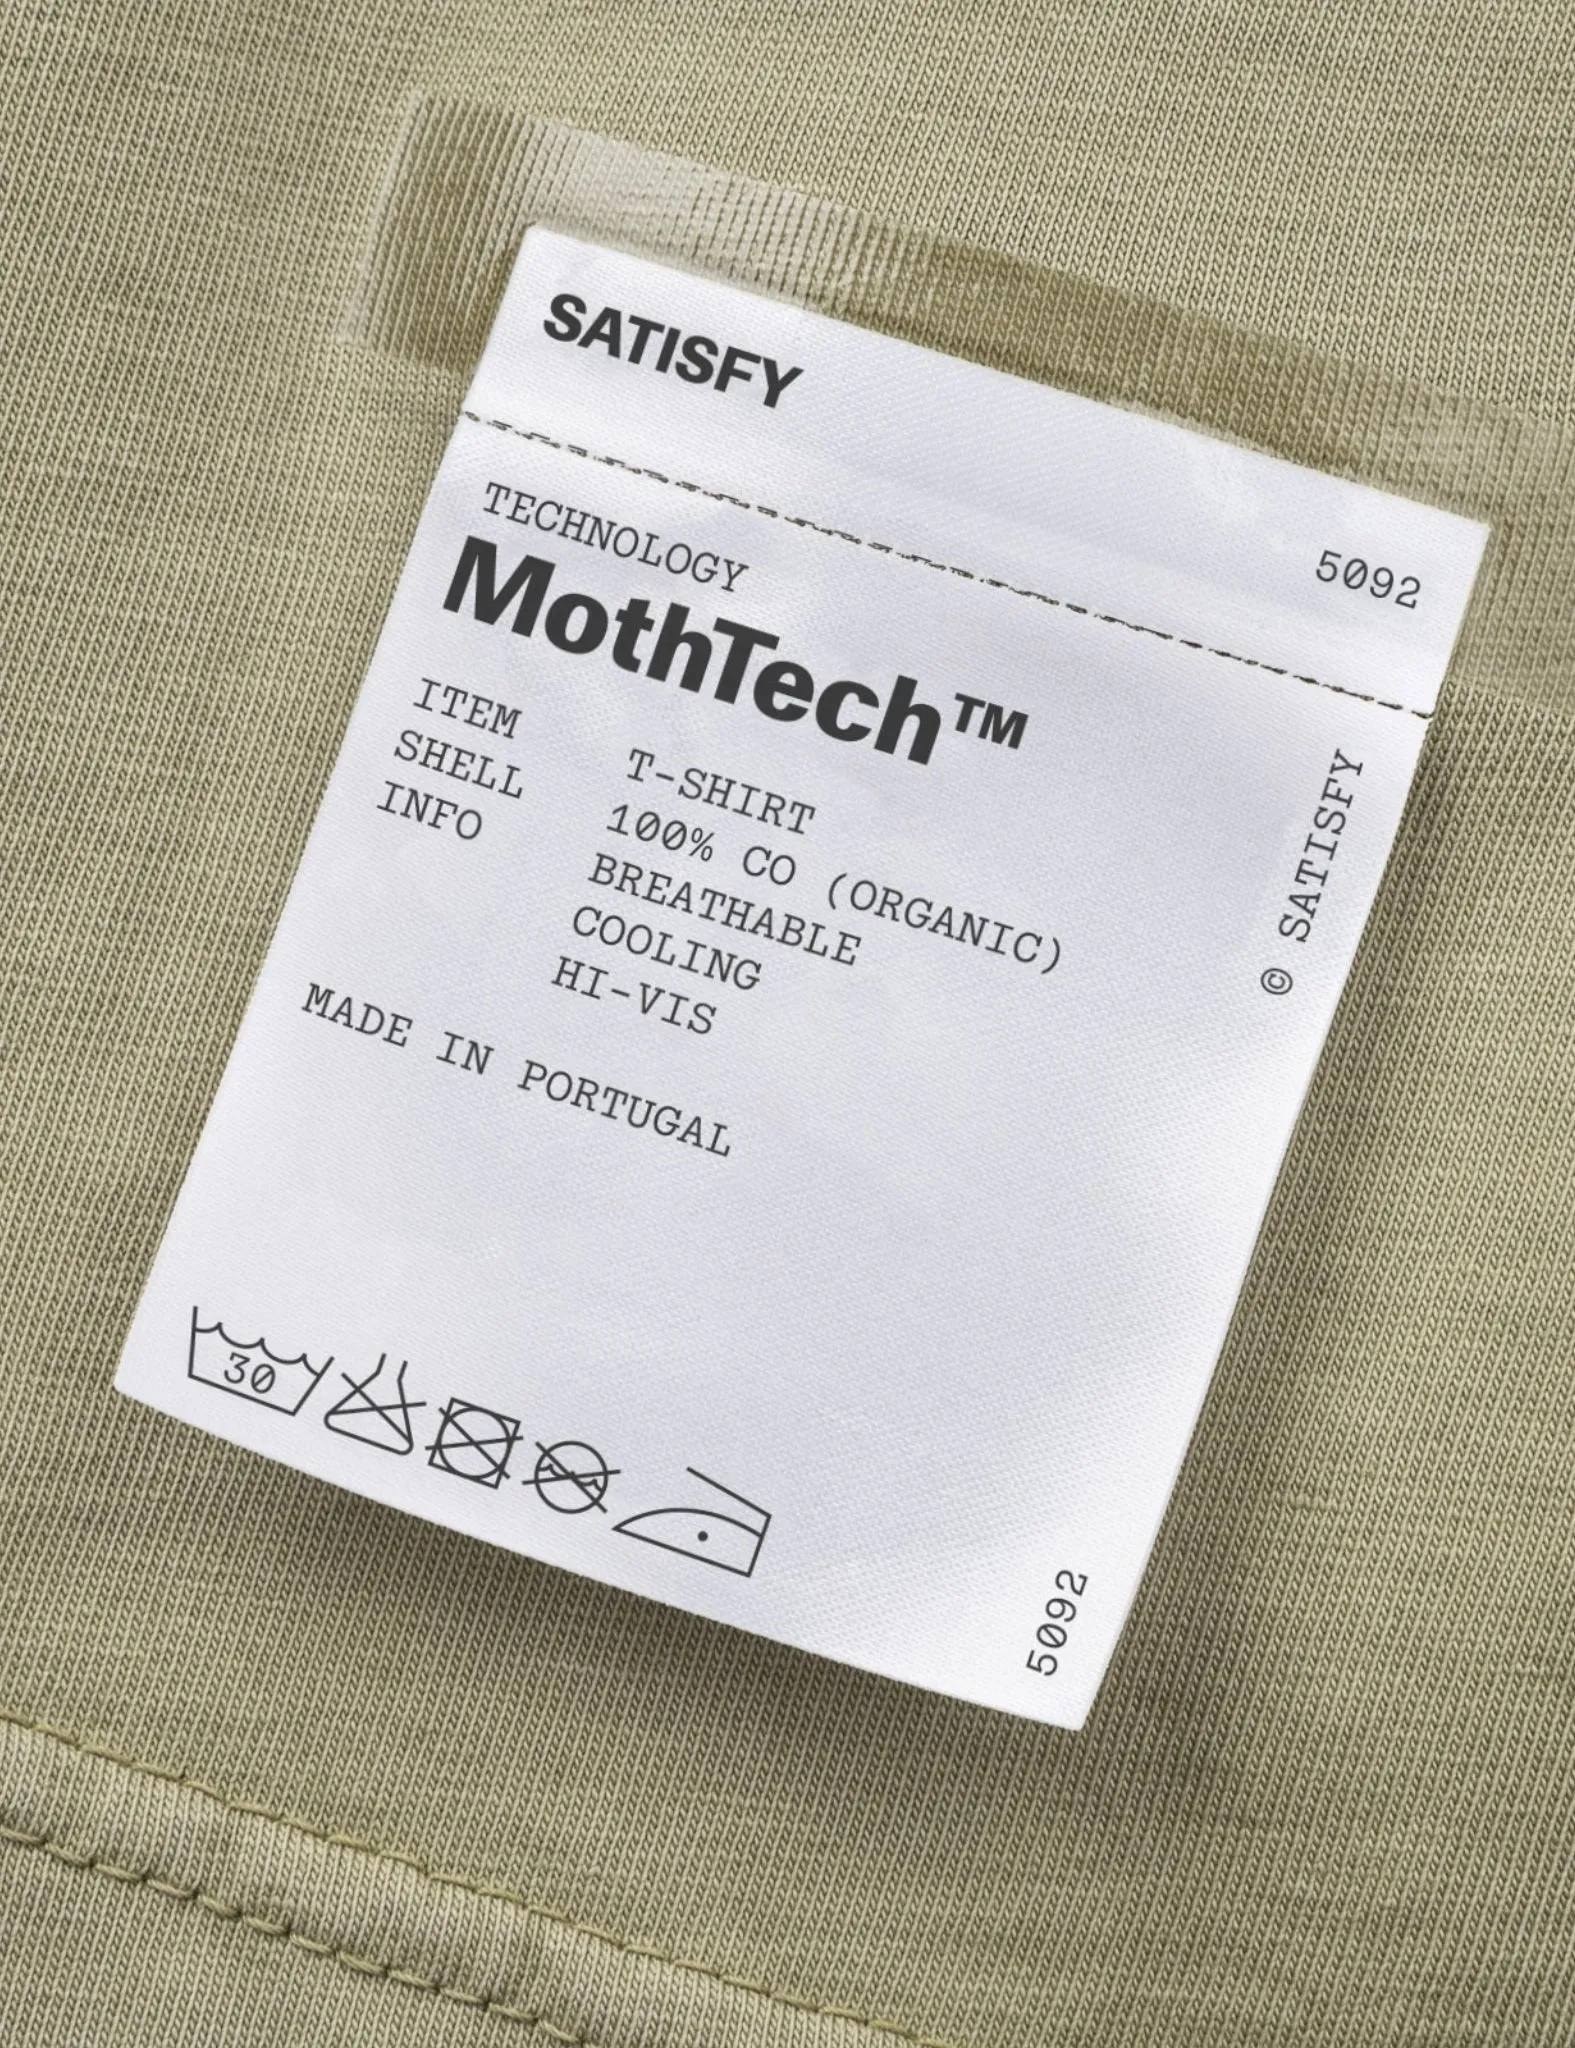 SATISFY
5092
TECHNOLOGY
MothTech™
ITEM T-SHIRT
SHELL 100% CO (ORGANIC)
INFO BREATHABLE
COOLING
HI-VIS
MADE IN PORTUGAL
© SATISFY
30
5092